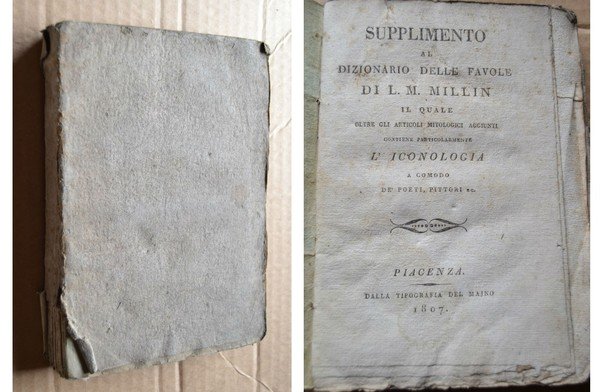 SUPPLIMENTO
AL
DIZIONARIO DELLE FAVOLE
DI L. M. MILLIN
IL QUALE
OLTRE GLI ARTICOLI MITOLOGICI AGGIUNTI
CONTIENE PARTICOLARMENTE
L' ICONOLOGIA
A COMODO
DE' POETI, PITTORI ec.
PIACENZA.
DALLA TIPOGRAFIA DEL MAINO
1807.